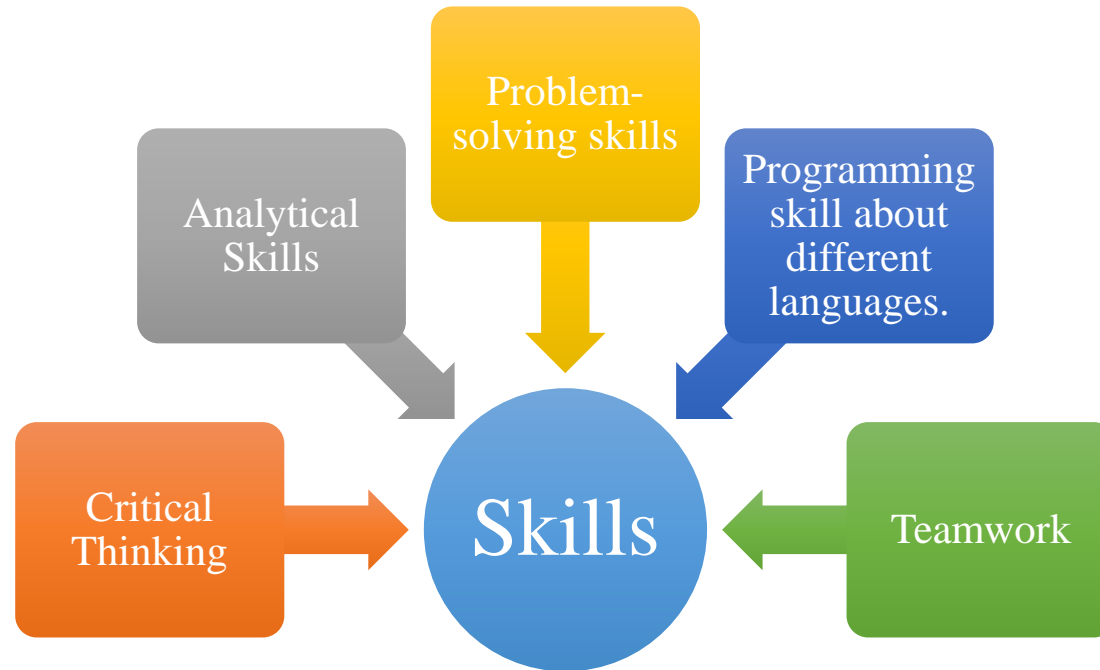 Problem-
solving skills
Analytical
Skills
Programming
skill about
different
languages.
Critical
Thinking
Skills
Teamwork